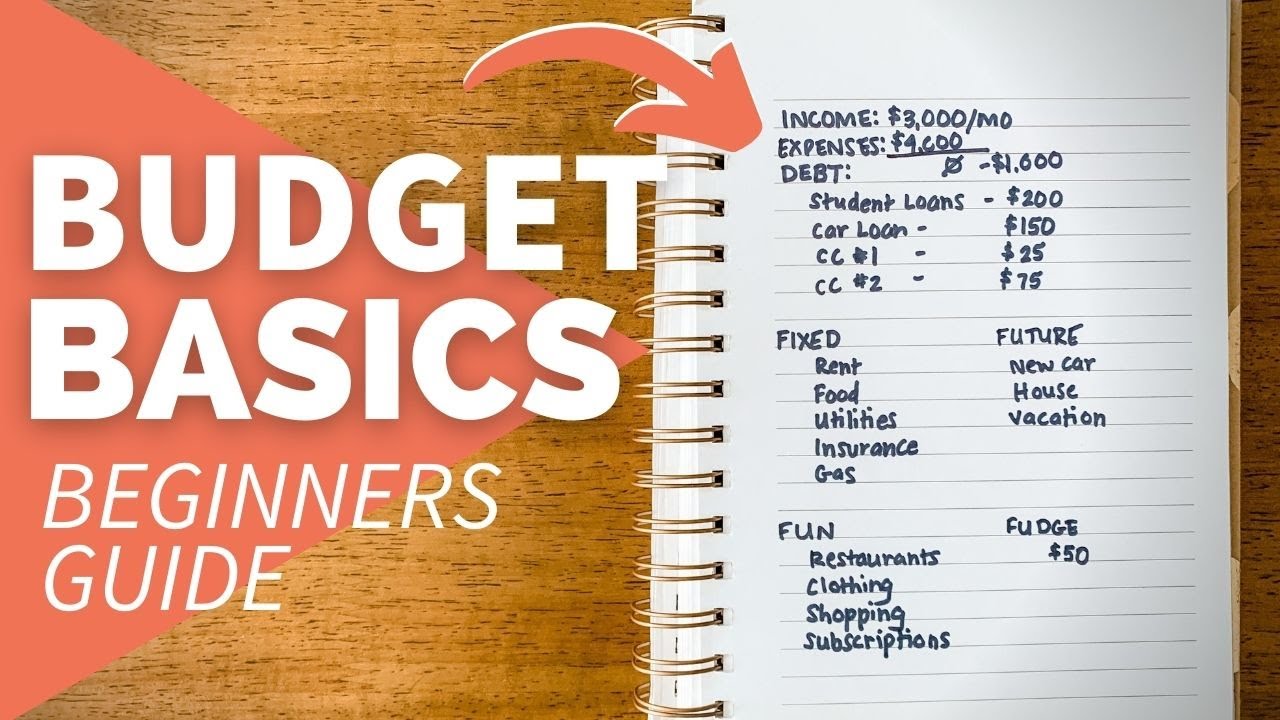 BUDGET
BASICS
BEGINNERS
GUIDE
INCOME: $3,000/MO
EXPENSES: $4,600
DEBT: Ø -$1,600
Student Loans - $200
Car Loan - $150
CC #1 - $25
CC #2 - $75
FIXED FUTURE
Rent New Car
Food House
Utilities Vacation
Insurance
Gas
FUN FUDGE
Restaurants $50
Clothing
Shopping
Subscriptions